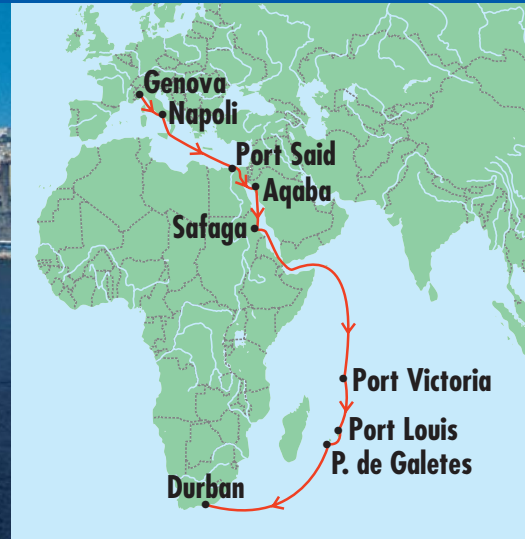 Genova
Napoli
Port Said
Aqaba
Safaga
Port Victoria
Port Louis
P. de Galetes
Durban